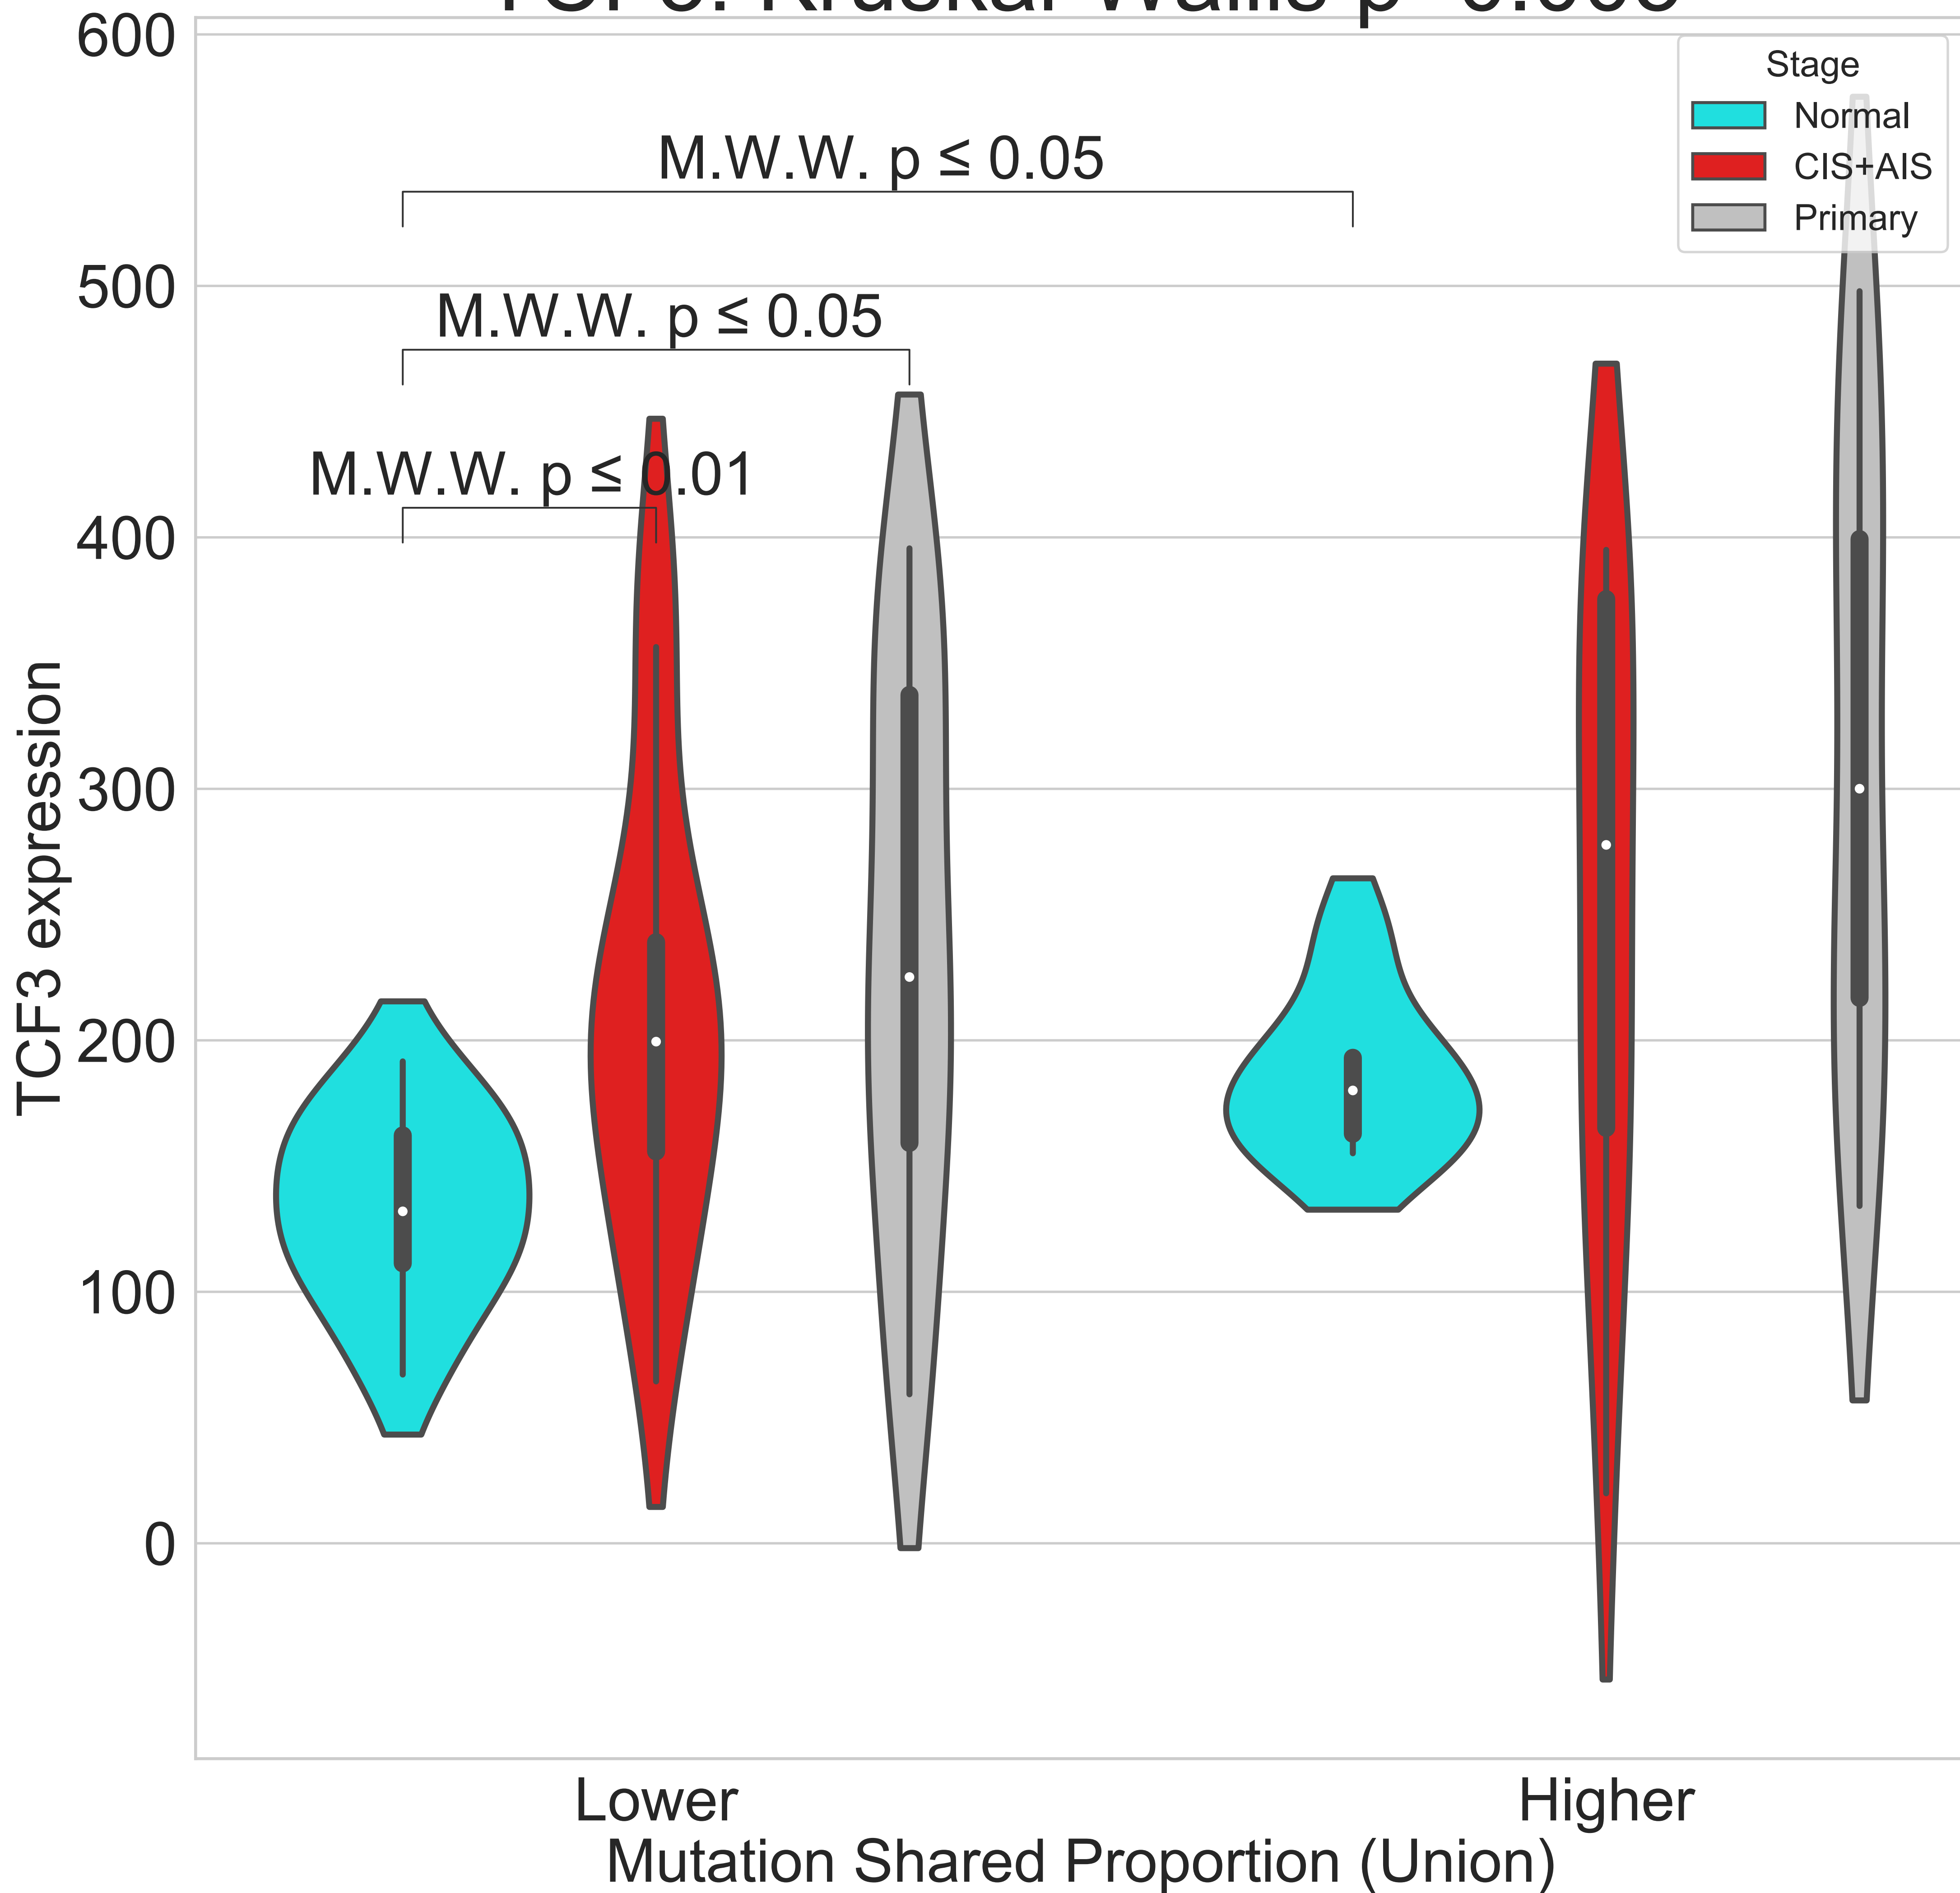 600
Stage
Normal
CIS+AIS
Primary
M.W.W. p ≤ 0.05
500
M.W.W. p ≤ 0.05
M.W.W. p ≤ 0.01
400
300
200
100
0
TCF3 expression
Lower
Higher
Mutation Shared Proportion (Union)